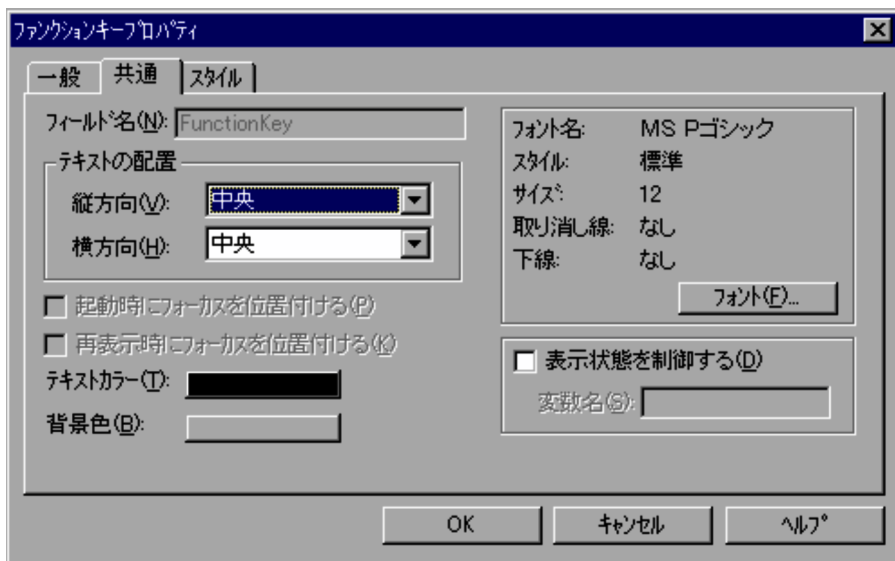 ﾌｧﾝｸｼｮﾝｷｰﾌﾟﾛﾊﾟﾃｨ
一般 共通 ｽﾀｲﾙ
ﾌｨｰﾙﾄﾞ名(N): FunctionKey
テキストの配置
縦方向(V): 中央
横方向(H): 中央
起動時にﾌｫｰｶｽを位置付ける(P)
再表示時にﾌｫｰｶｽを位置付ける(K)
テキストカラー(T):
背景色(B):
ﾌｫﾝﾄ名: MS Pゴシック
ｽﾀｲﾙ: 標準
ｻｲｽﾞ: 12
取り消し線: なし
下線: なし
ﾌｫﾝﾄ(F)...
表示状態を制御する(D)
変数名(S):
OK ｷｬﾝｾﾙ ﾍﾙﾌﾟ